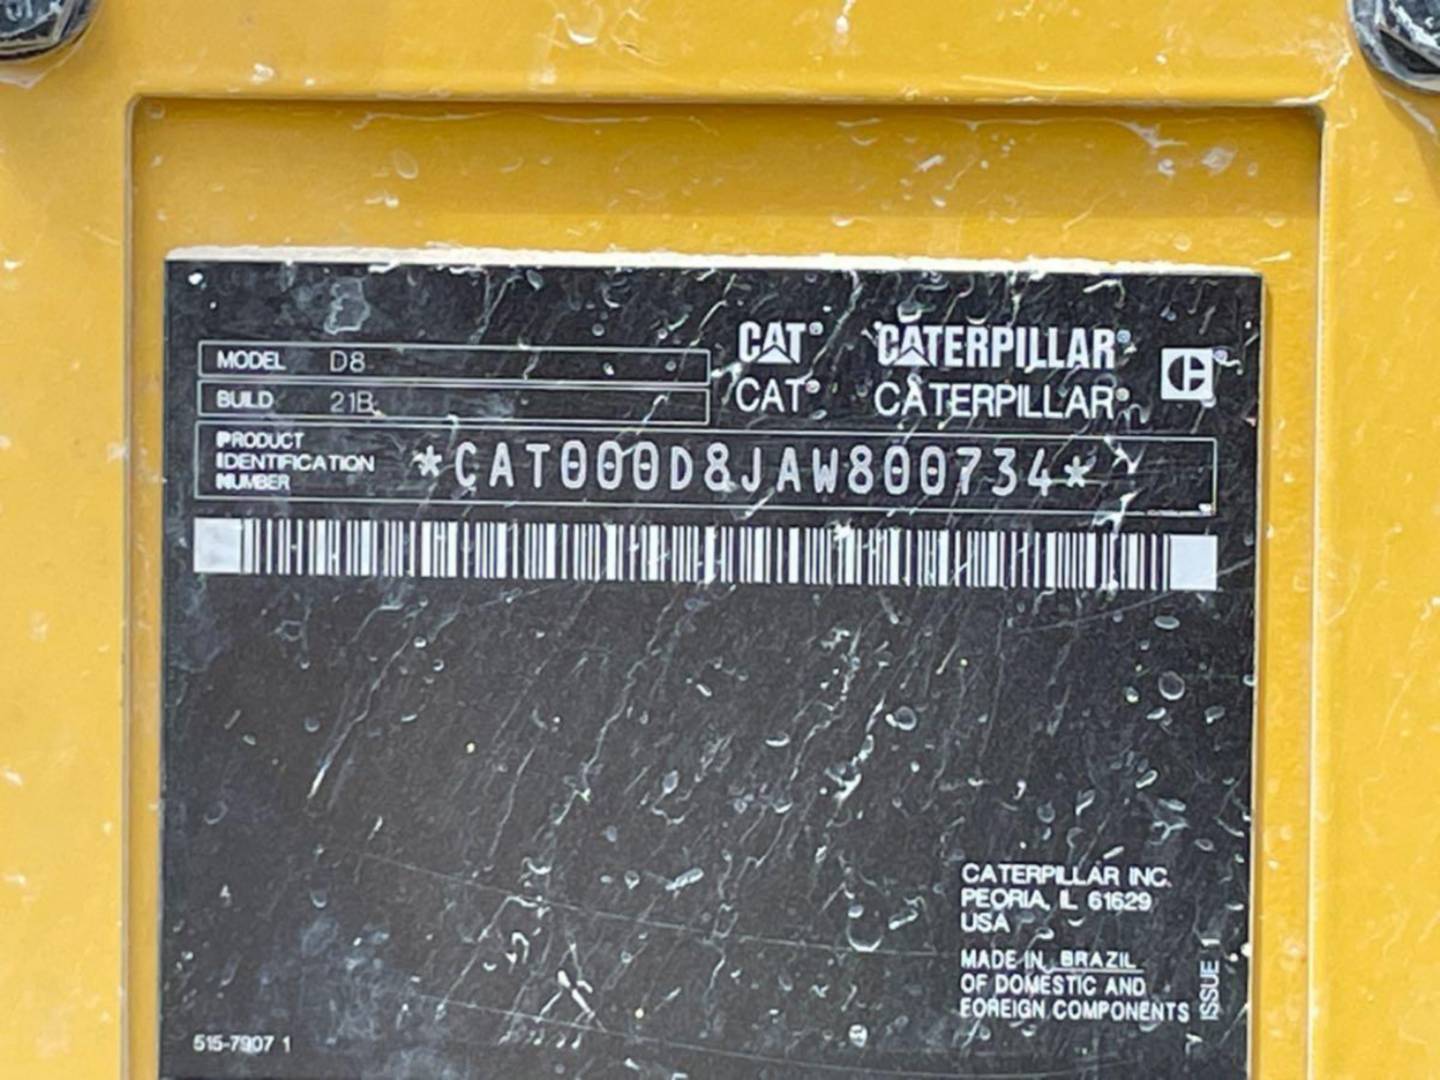 MODEL D8
BUILD 21B
CAT® CATERPILLAR®
CAT® CATERPILLAR®
PRODUCT
IDENTIFICATION
NUMBER
*CAT000D8JAW800734*
CATERPILLAR INC.
PEORIA, IL 61629
USA
MADE IN BRAZIL
OF DOMESTIC AND
FOREIGN COMPONENTS
ISSUE 1
515-7907 1